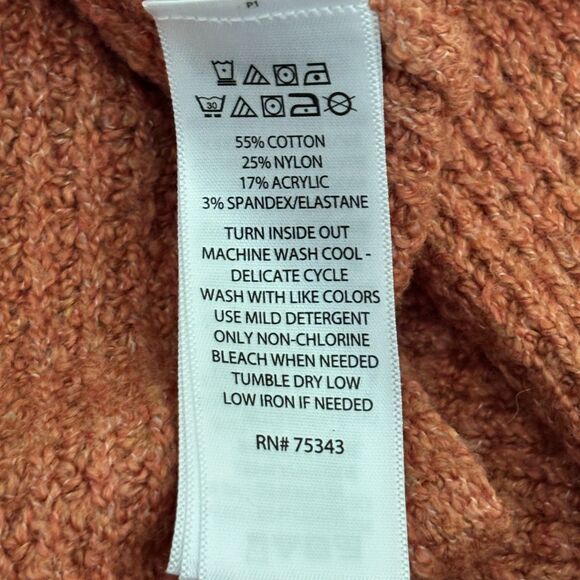 P1
30
55% COTTON
25% NYLON
17% ACRYLIC
3% SPANDEX/ELASTANE
TURN INSIDE OUT
MACHINE WASH COOL -
DELICATE CYCLE
WASH WITH LIKE COLORS
USE MILD DETERGENT
ONLY NON-CHLORINE
BLEACH WHEN NEEDED
TUMBLE DRY LOW
LOW IRON IF NEEDED
RN# 75343